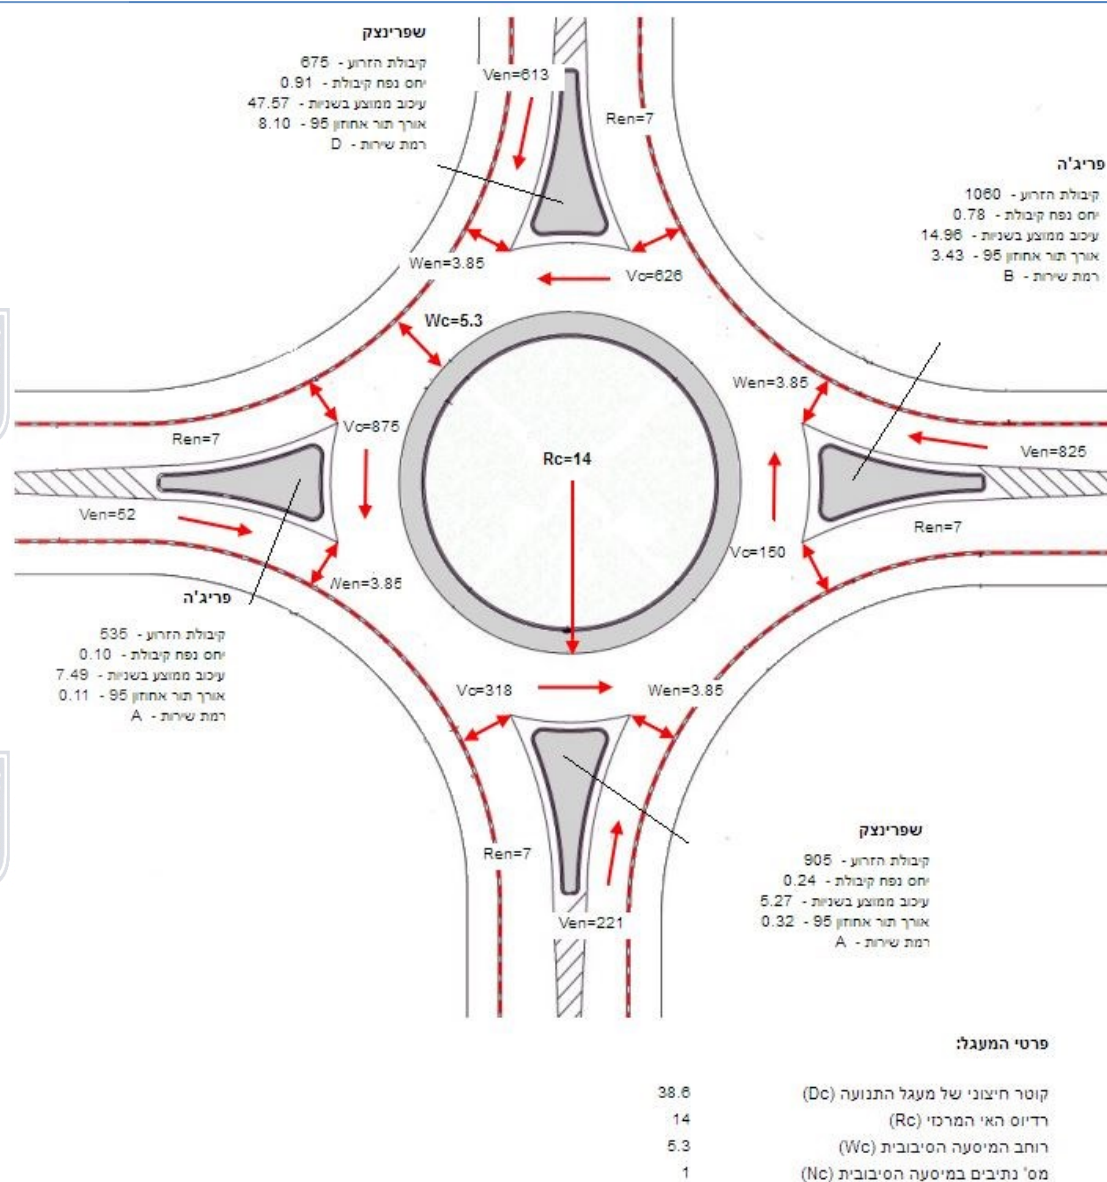 שפרינצק
קיבולת הזרוע - 675
יחס נפח קיבולת - 0.91
עיכוב ממוצע בשניות - 47.57
אורך תור אחוזון 95 - 8.10
רמת שירות - D
Ven=613
Ren=7
פריג'ה
קיבולת הזרוע - 1060
יחס נפח קיבולת - 0.78
עיכוב ממוצע בשניות - 14.96
אורך תור אחוזון 95 - 3.43
רמת שירות - B
Wen=3.85
Vc=626
Wc=5.3
Wen=3.85
Ren=7
Vc=875
Rc=14
Ven=825
Ven=52
Ren=7
Vc=150
Wen=3.85
פריג'ה
קיבולת הזרוע - 535
יחס נפח קיבולת - 0.10
עיכוב ממוצע בשניות - 7.49
אורך תור אחוזון 95 - 0.11
רמת שירות - A
Vc=318
Wen=3.85
Ren=7
Ven=221
שפרינצק
קיבולת הזרוע - 905
יחס נפח קיבולת - 0.24
עיכוב ממוצע בשניות - 5.27
אורך תור אחוזון 95 - 0.32
רמת שירות - A
פרטי המעגל:
קוטר חיצוני של מעגל התנועה (Dc) 38.6
רדיוס האי המרכזי (Rc) 14
רוחב המיסעה הסיבובית (Wc) 5.3
מס' נתיבים במיסעה הסיבובית (Nc) 1